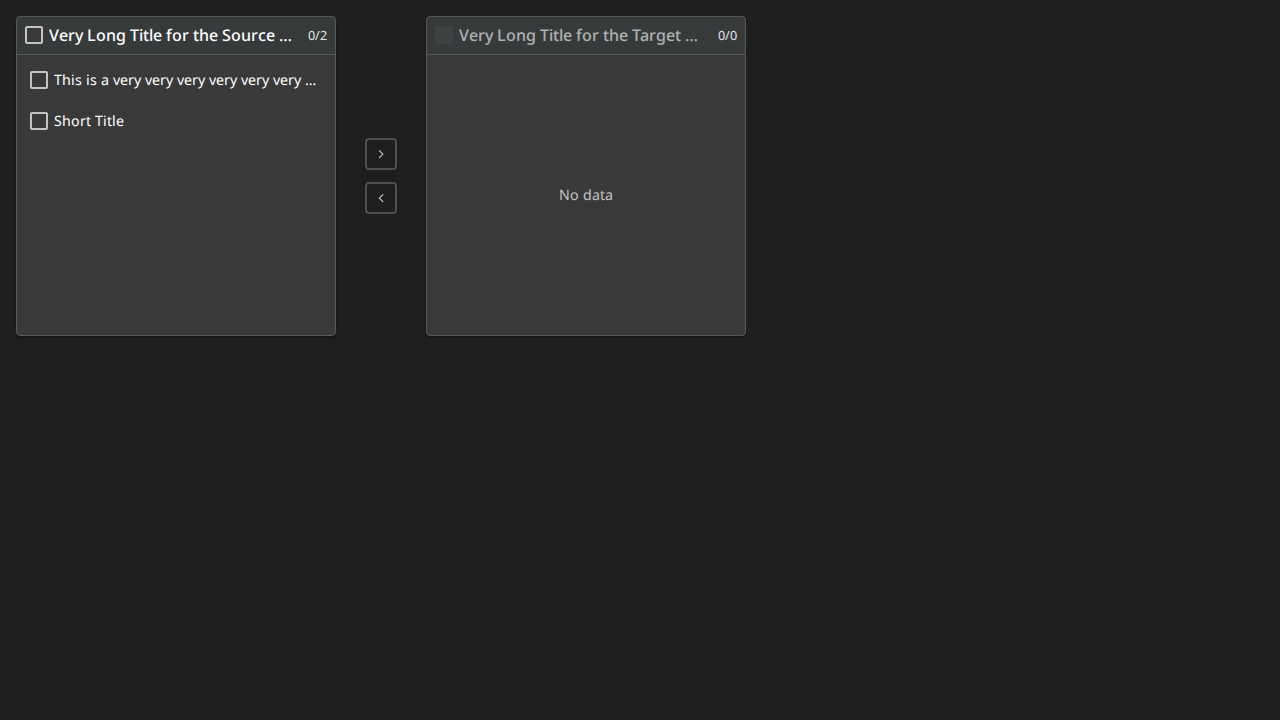 Very Long Title for the Source ... 0/2
This is a very very very very very very ...
Short Title
Very Long Title for the Target ... 0/0
No data